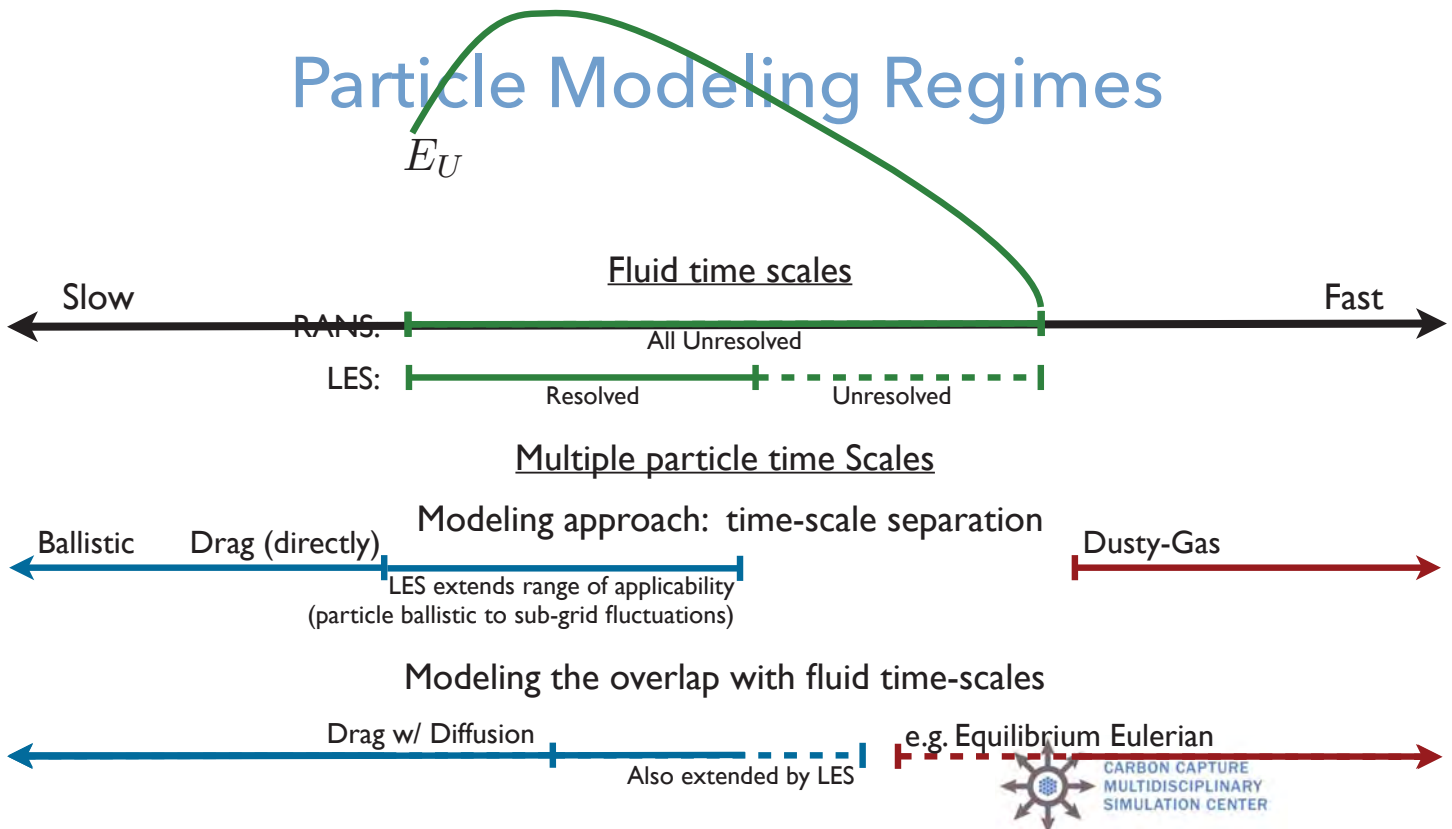 Particle Modeling Regimes
E_U
Fluid time scales
Slow
Fast
RANS:
All Unresolved
LES:
Resolved
Unresolved
Multiple particle time Scales
Modeling approach: time-scale separation
Ballistic
Drag (directly)
Dusty-Gas
LES extends range of applicability
(particle ballistic to sub-grid fluctuations)
Modeling the overlap with fluid time-scales
Drag w/ Diffusion
e.g. Equilibrium Eulerian
Also extended by LES
CARBON CAPTURE
MULTIDISCIPLINARY
SIMULATION CENTER